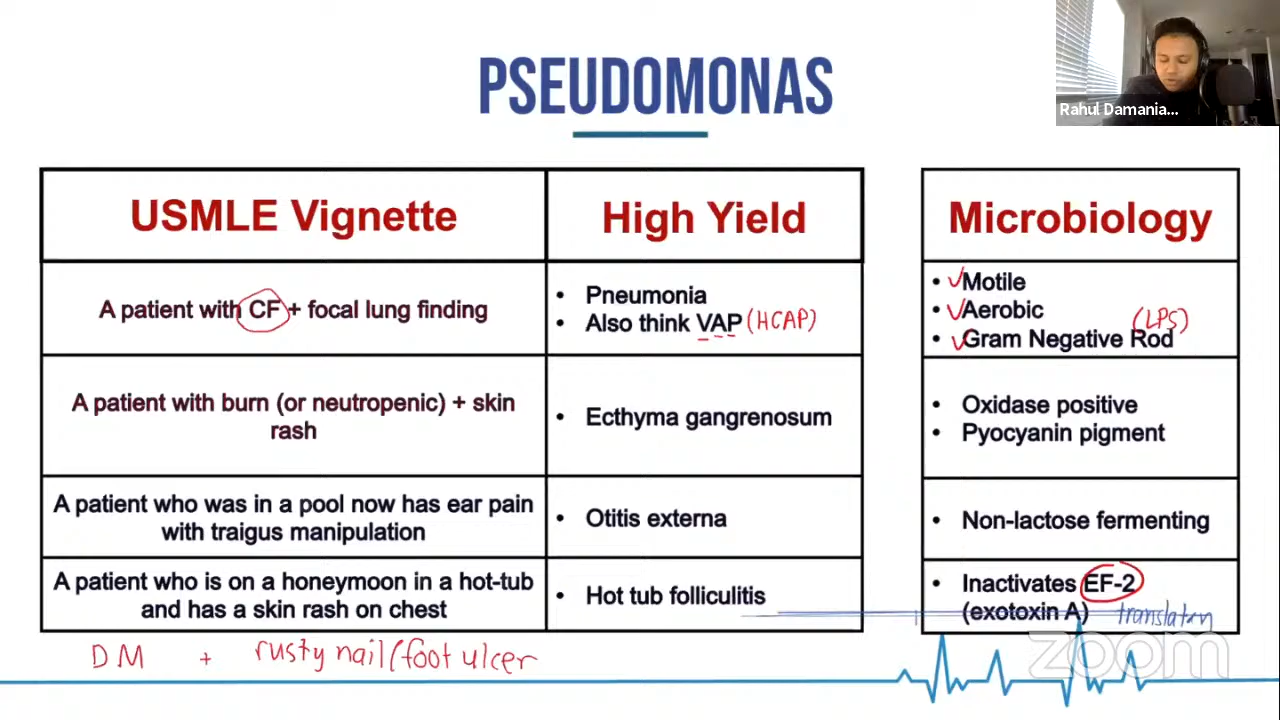 PSEUDOMONAS
Rahul Damania...
USMLE Vignette
High Yield
Microbiology
A patient with CF + focal lung finding
• Pneumonia
• Also think VAP (HCAP)
• Motile
• Aerobic
• Gram Negative Rod (LPS)
A patient with burn (or neutropenic) + skin
rash
• Ecthyma gangrenosum
• Oxidase positive
• Pyocyanin pigment
A patient who was in a pool now has ear pain
with traigus manipulation
• Otitis externa
• Non-lactose fermenting
A patient who is on a honeymoon in a hot-tub
and has a skin rash on chest
• Hot tub folliculitis
• Inactivates EF-2
(exotoxin A)
DM + rusty nail/foot ulcer
zoom